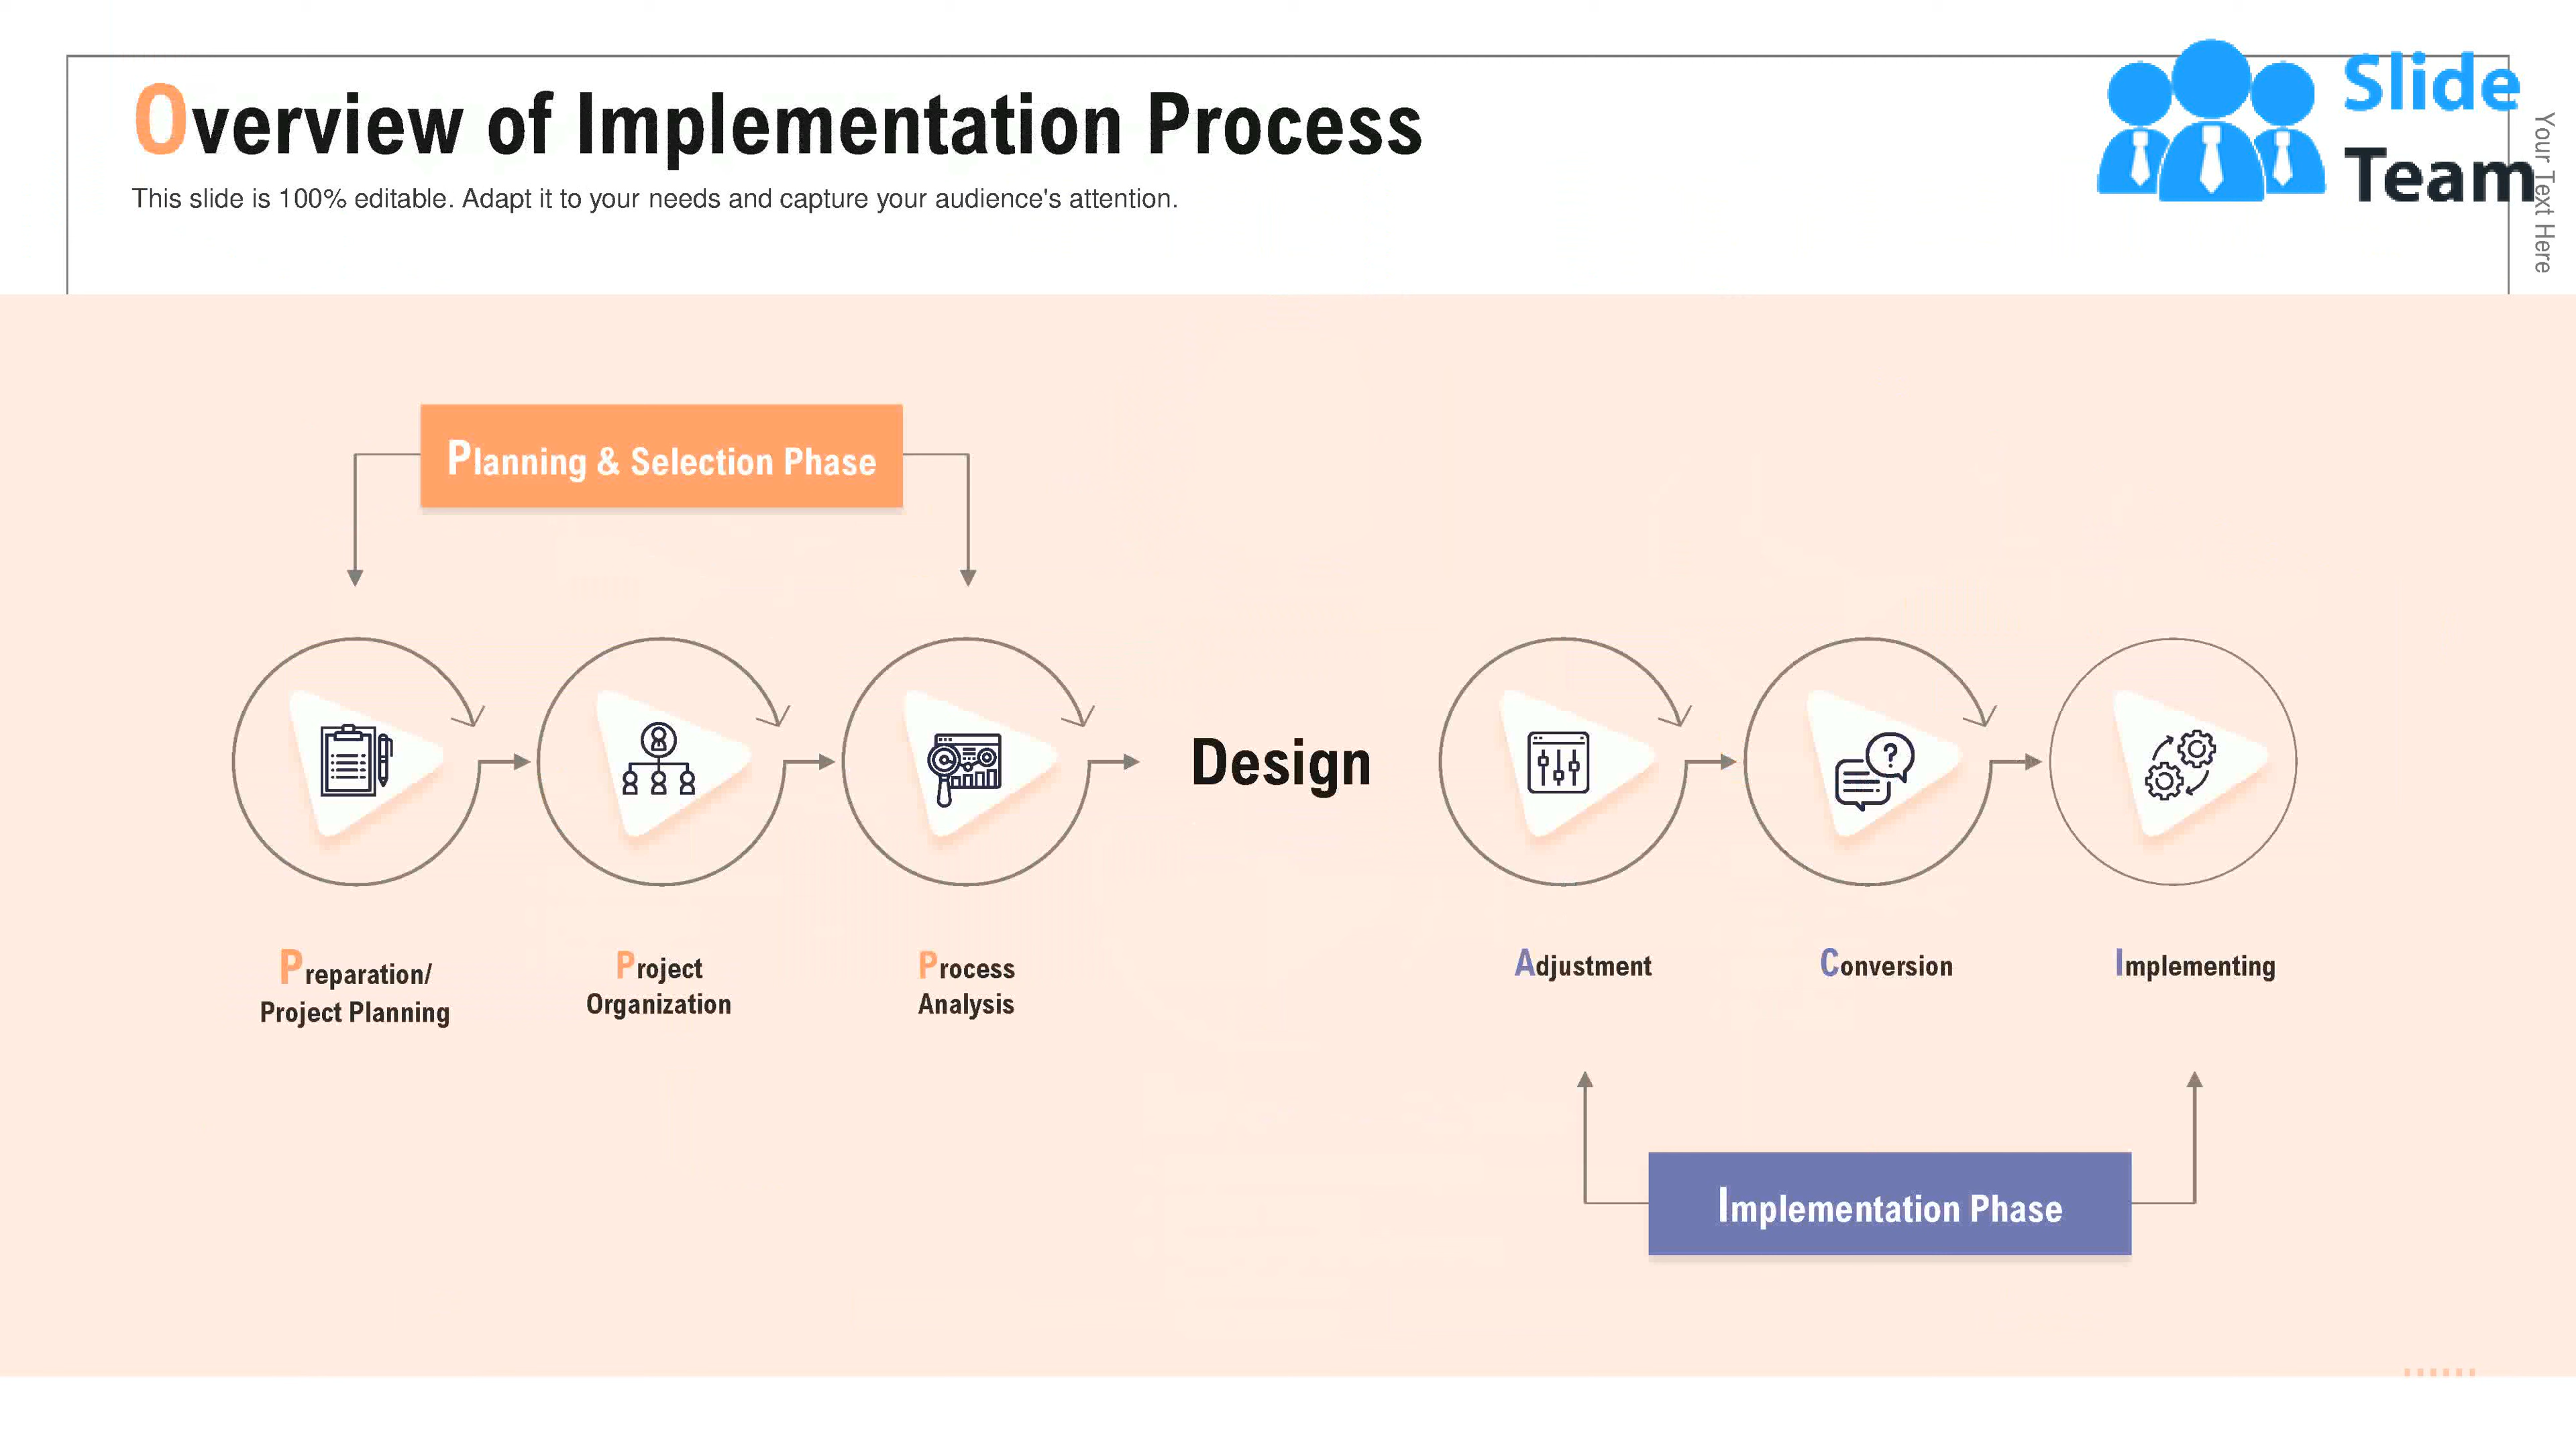 Overview of Implementation Process
This slide is 100% editable. Adapt it to your needs and capture your audience's attention.
Slide
Team
Your Text Here
Planning & Selection Phase
Design
Preparation/
Project Planning
Project
Organization
Process
Analysis
Adjustment
Conversion
Implementing
Implementation Phase